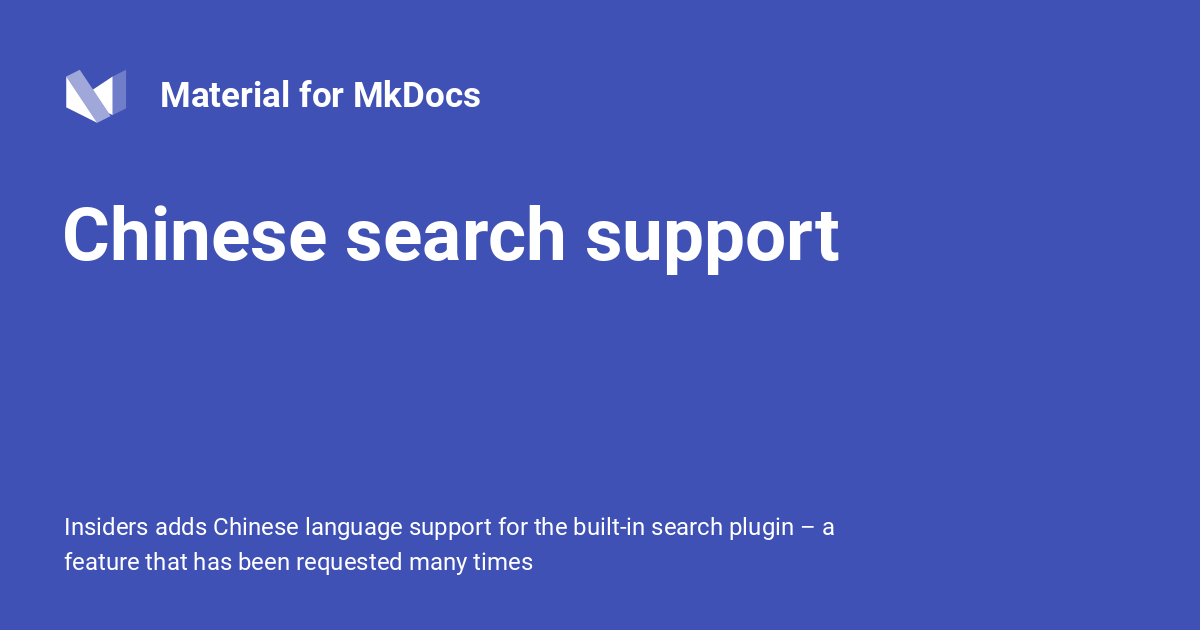 Material for MkDocs
Chinese search support
Insiders adds Chinese language support for the built-in search plugin – a
feature that has been requested many times